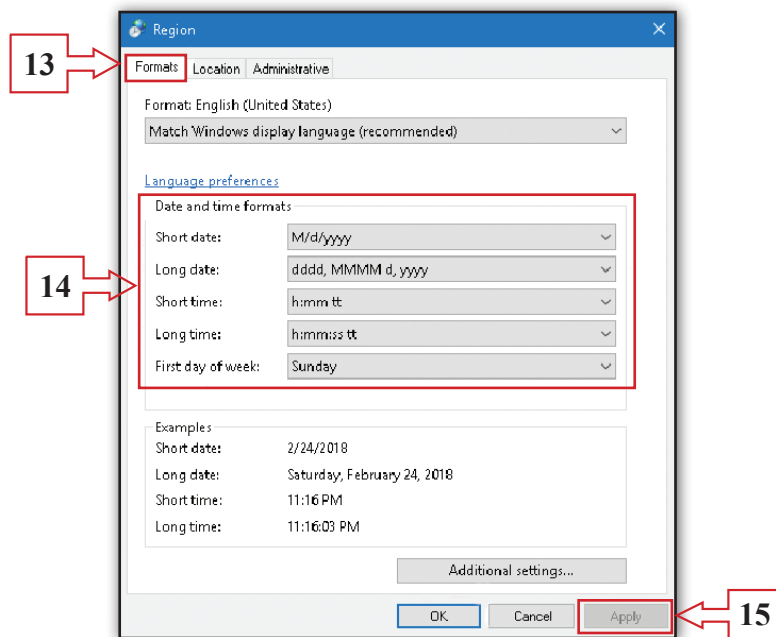 Region
13
Formats Location Administrative
Format: English (United States)
Match Windows display language (recommended)
Language preferences
Date and time formats
Short date: M/d/yyyy
Long date: dddd, MMMM d, yyyy
14
Short time: h:mm tt
Long time: h:mm:ss tt
First day of week: Sunday
Examples
Short date: 2/24/2018
Long date: Saturday, February 24, 2018
Short time: 11:16 PM
Long time: 11:16:03 PM
Additional settings...
OK Cancel Apply
15